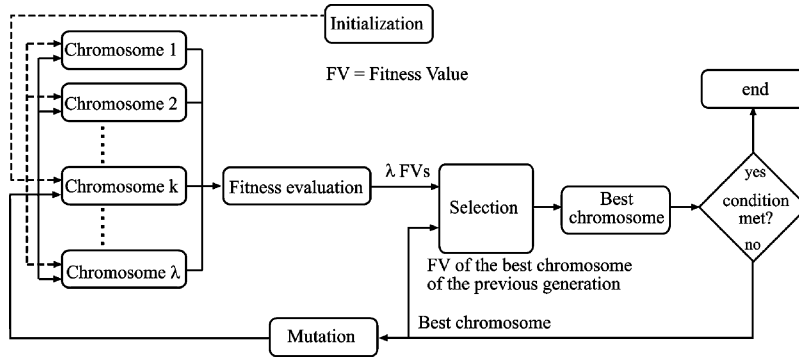 Initialization
FV = Fitness Value
Chromosome 1
Chromosome 2
Chromosome k
Chromosome λ
Fitness evaluation
λ FVs
Selection
FV of the best chromosome
of the previous generation
Best
chromosome
end
yes
condition
met?
no
Best chromosome
Mutation